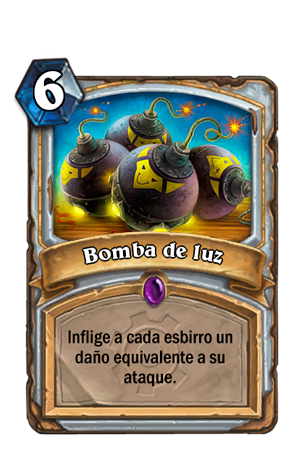 6
Bomba de luz
Inflige a cada esbirro un
daño equivalente a su
ataque.